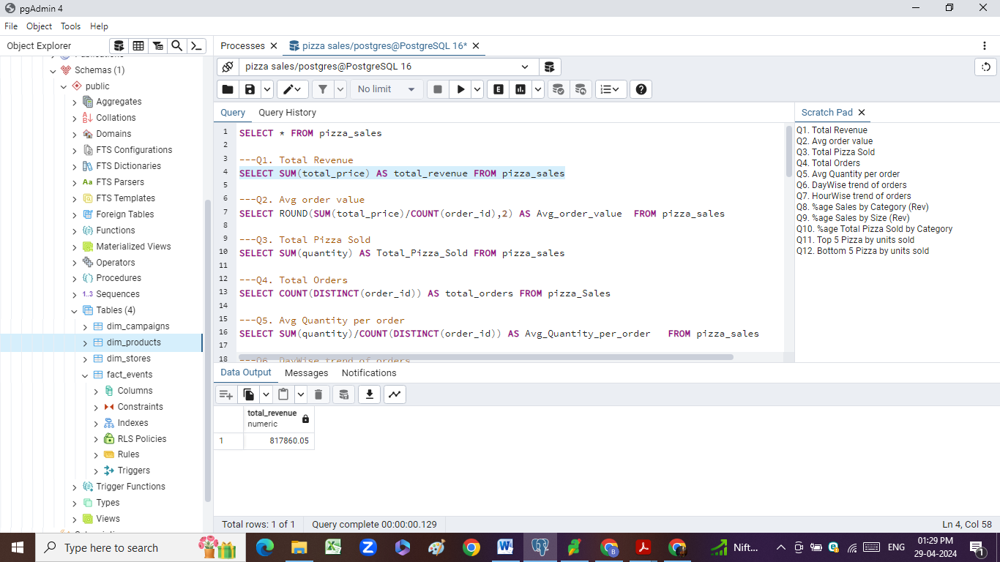 pgAdmin 4
File Object Tools Help
Object Explorer
Processes
pizza sales/postgres@PostgreSQL 16*
pizza sales/postgres@PostgreSQL 16
No limit
E
Query Query History
Scratch Pad
1 SELECT * FROM pizza_sales
2
3 ---Q1. Total Revenue
4 SELECT SUM(total_price) AS total_revenue FROM pizza_sales
5
6 ---Q2. Avg order value
7 SELECT ROUND(SUM(total_price)/COUNT(order_id),2) AS Avg_order_value  FROM pizza_sales
8
9 ---Q3. Total Pizza Sold
10 SELECT SUM(quantity) AS Total_Pizza_Sold FROM pizza_sales
11
12 ---Q4. Total Orders
13 SELECT COUNT(DISTINCT(order_id)) AS total_orders FROM pizza_Sales
14
15 ---Q5. Avg Quantity per order
16 SELECT SUM(quantity)/COUNT(DISTINCT(order_id)) AS Avg_Quantity_per_order   FROM pizza_sales
17
18 ---Q6. DayWise trend of orders
Q1. Total Revenue
Q2. Avg order value
Q3. Total Pizza Sold
Q4. Total Orders
Q5. Avg Quantity per order
Q6. DayWise trend of orders
Q7. HourWise trend of orders
Q8. %age Sales by Category (Rev)
Q9. %age Sales by Size (Rev)
Q10. %age Total Pizza Sold by Category
Q11. Top 5 Pizza by units sold
Q12. Bottom 5 Pizza by units sold
Publications
Schemas (1)
public
Aggregates
Collations
Domains
FTS Configurations
FTS Dictionaries
FTS Parsers
FTS Templates
Foreign Tables
Functions
Materialized Views
Operators
Procedures
1..3 Sequences
Tables (4)
dim_campaigns
dim_products
dim_stores
fact_events
Columns
Constraints
Indexes
RLS Policies
Rules
Triggers
Trigger Functions
Types
Views
Data Output Messages Notifications
total_revenue
numeric
1 817860.05
Total rows: 1 of 1 Query complete 00:00:00.129 Ln 4, Col 58
Type here to search
Nift...
ENG
01:29 PM
29-04-2024
1